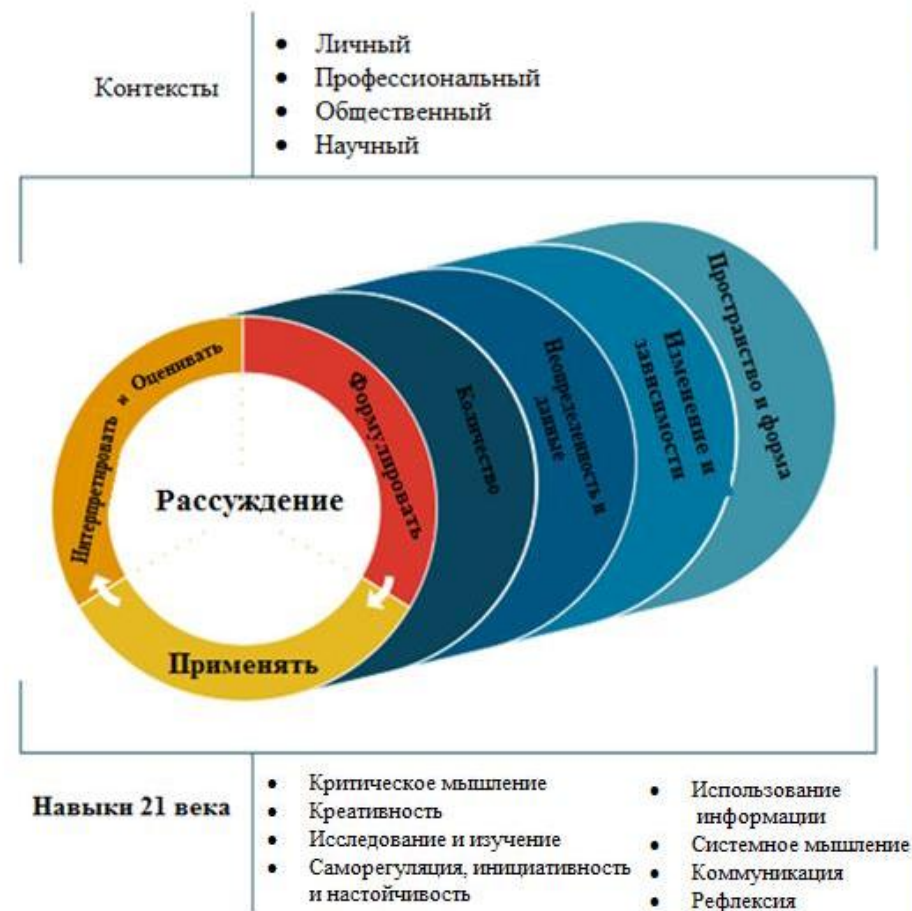 Контексты
• Личный
• Профессиональный
• Общественный
• Научный
Интерпретировать и Оценивать
Формулировать
Применять
Рассуждение
Количество
Неопределенность и
данные
Изменение и
зависимости
Пространство и форма
Навыки 21 века
• Критическое мышление
• Креативность
• Исследование и изучение
• Саморегуляция, инициативность
и настойчивость
• Использование
информации
• Системное мышление
• Коммуникация
• Рефлексия